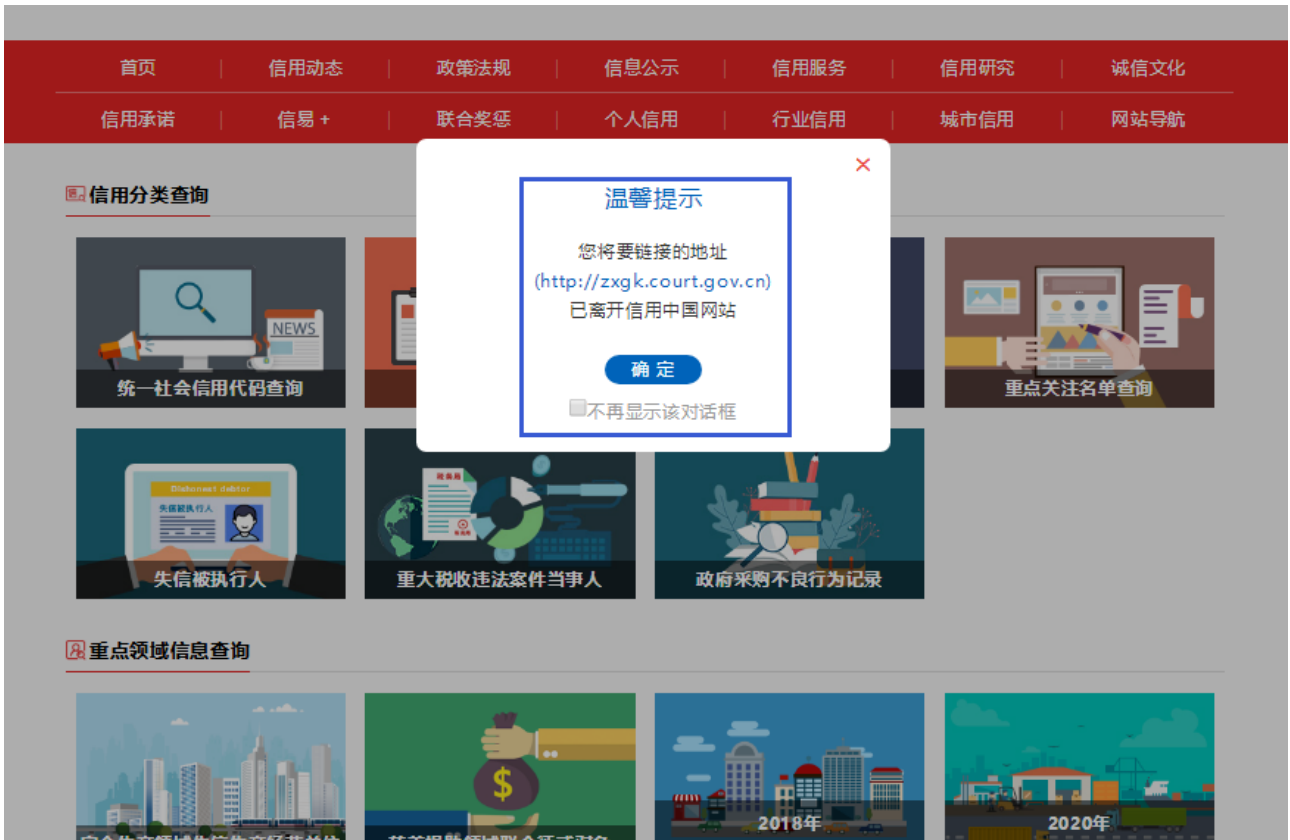 首页 信用动态 政策法规 信息公示 信用服务 信用研究 诚信文化
信用承诺 信易 + 联合奖惩 个人信用 行业信用 城市信用 网站导航
×
信用分类查询
温馨提示
您将要链接的地址
(http://zxgk.court.gov.cn)
已离开信用中国网站
确 定
不再显示该对话框
NEWS
统一社会信用代码查询
重点关注名单查询
Dishonest debtor
失信被执行人
失信被执行人
重大税收违法案件当事人
政府采购不良行为记录
重点领域信息查询
$
2018年
2020年